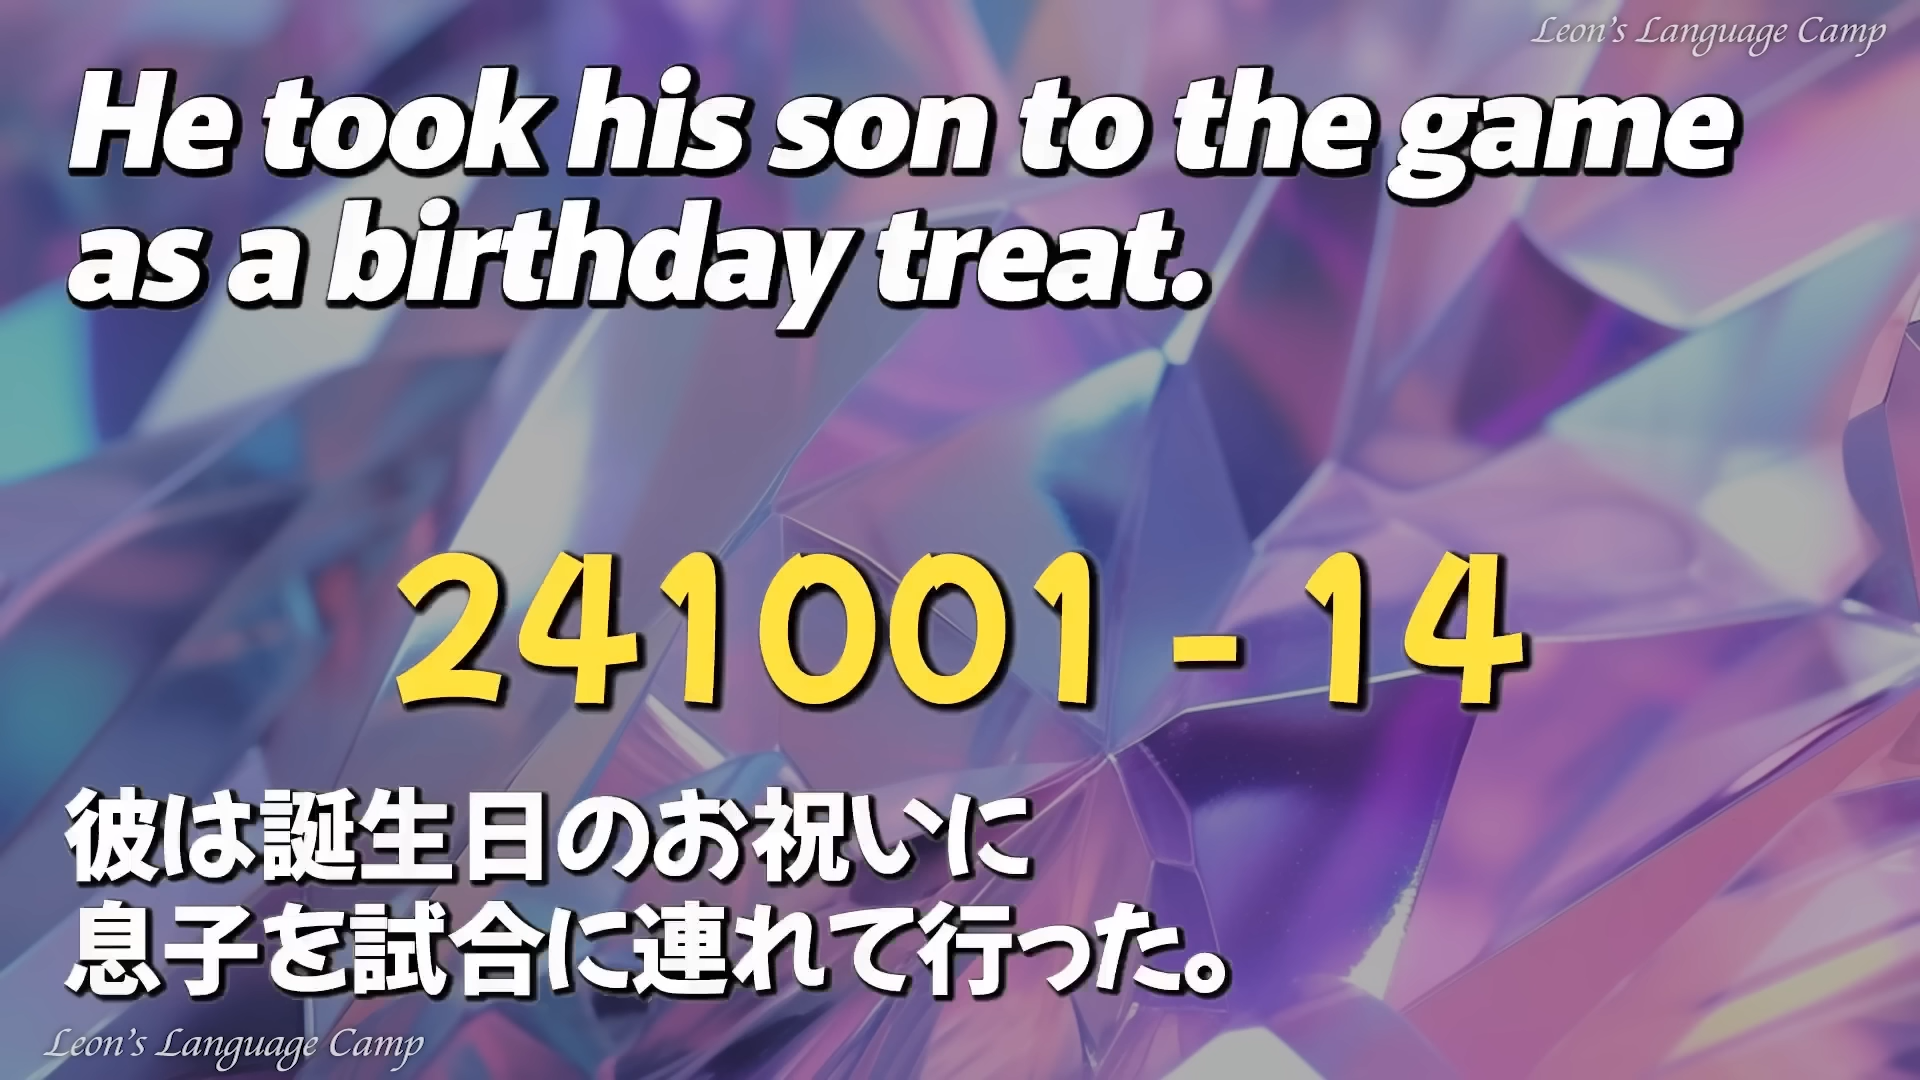 Leon's Language Camp
He took his son to the game
as a birthday treat.
241001 - 14
彼は誕生日のお祝いに
息子を試合に連れて行った。
Leon's Language Camp